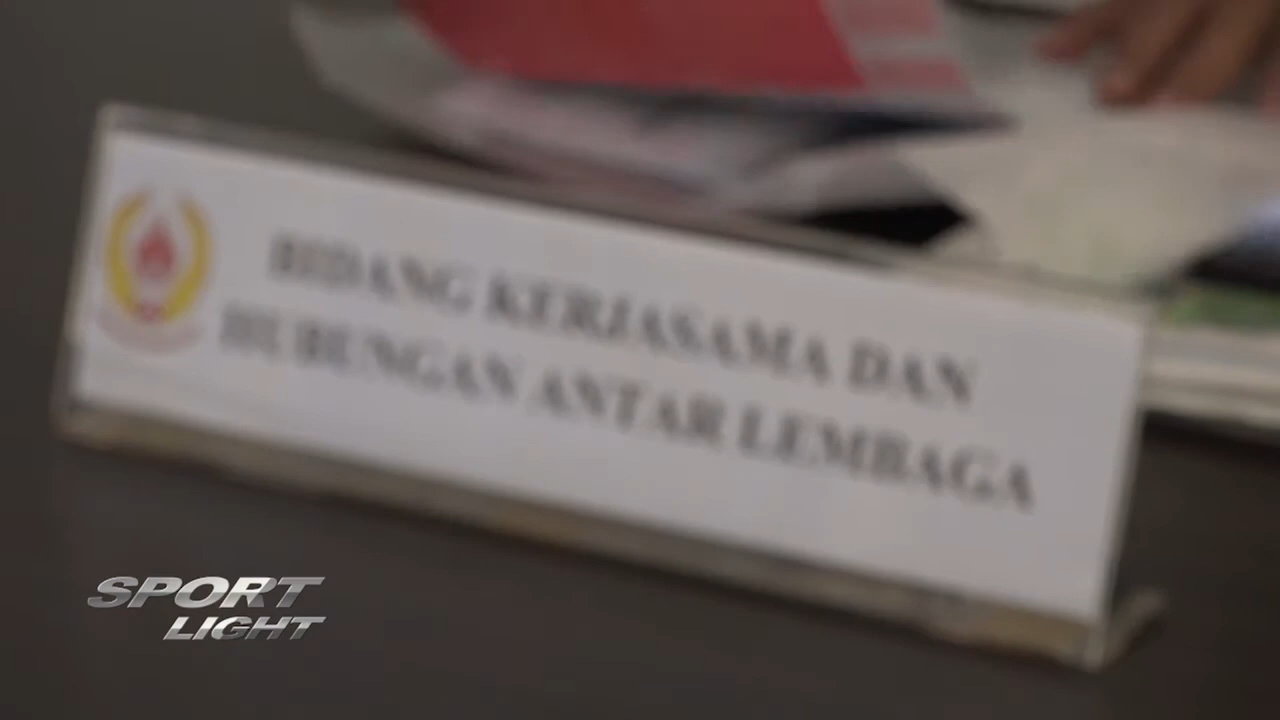 BIDANG KERJASAMA DAN
HUBUNGAN ANTAR LEMBAGA
SPORT
LIGHT